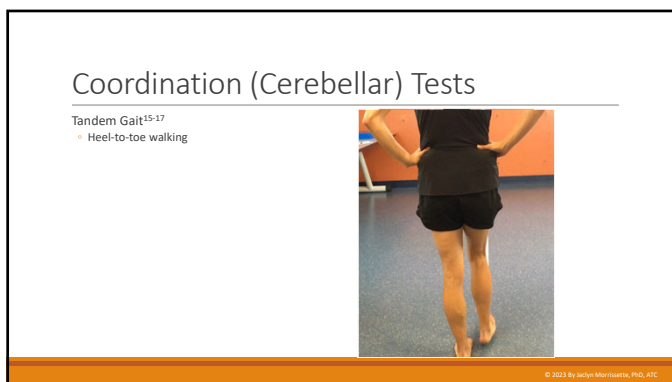 Coordination (Cerebellar) Tests
Tandem Gait¹⁵⁻¹⁷
◦ Heel-to-toe walking
© 2023 By Jaclyn Morrissette, PhD, ATC